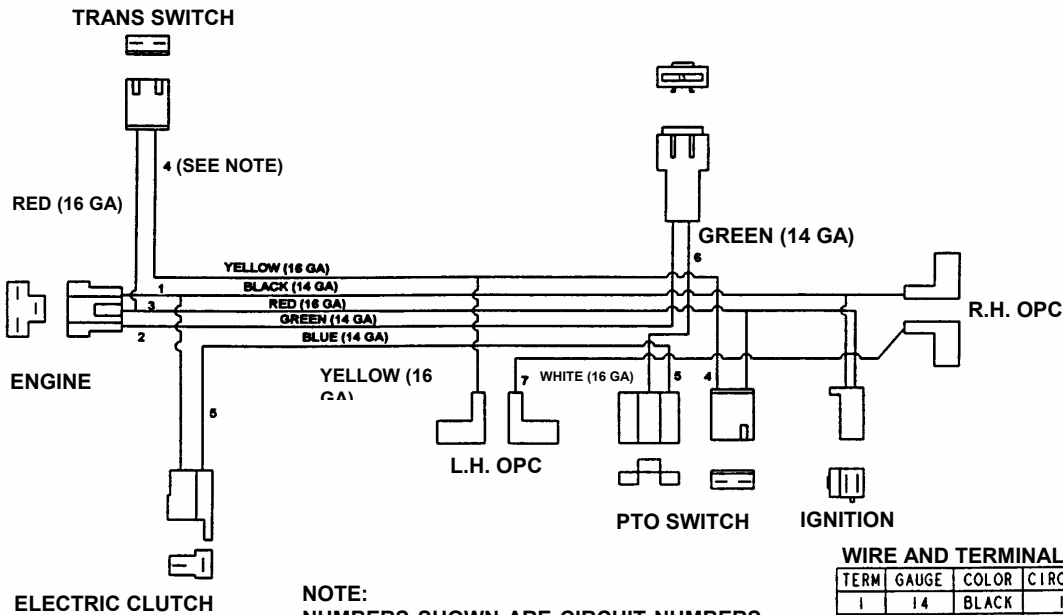 TRANS SWITCH
4 (SEE NOTE)
RED (16 GA)
GREEN (14 GA)
6
YELLOW (16 GA)
1
BLACK (14 GA)
3
RED (16 GA)
R.H. OPC
GREEN (14 GA)
2
BLUE (14 GA)
ENGINE
YELLOW (16
GA)
7
WHITE (16 GA)
5
4
5
L.H. OPC
PTO SWITCH
IGNITION
WIRE AND TERMINAL
TERM GAUGE COLOR CIRC
1 14 BLACK
ELECTRIC CLUTCH
NOTE:
NUMBERS SHOWN ARE CIRCUIT NUMBERS